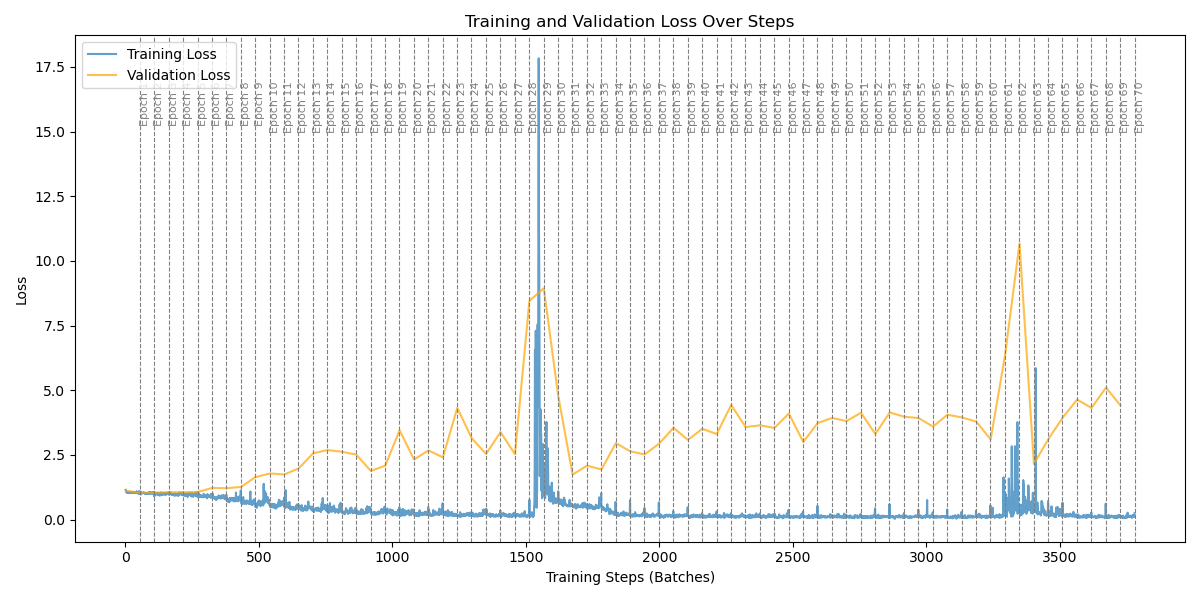 Training and Validation Loss Over Steps
Training Loss
Validation Loss
Epoch
Epoch
Epoch
Epoch
Epoch
Epoch
Epoch
Epoch 8
Epoch 9
Epoch 10
Epoch 11
Epoch 12
Epoch 13
Epoch 14
Epoch 15
Epoch 16
Epoch 17
Epoch 18
Epoch 19
Epoch 20
Epoch 21
Epoch 22
Epoch 23
Epoch 24
Epoch 25
Epoch 26
Epoch 27
Epoch 28
Epoch 29
Epoch 30
Epoch 31
Epoch 32
Epoch 33
Epoch 34
Epoch 35
Epoch 36
Epoch 37
Epoch 38
Epoch 39
Epoch 40
Epoch 41
Epoch 42
Epoch 43
Epoch 44
Epoch 45
Epoch 46
Epoch 47
Epoch 48
Epoch 49
Epoch 50
Epoch 51
Epoch 52
Epoch 53
Epoch 54
Epoch 55
Epoch 56
Epoch 57
Epoch 58
Epoch 59
Epoch 60
Epoch 61
Epoch 62
Epoch 63
Epoch 64
Epoch 65
Epoch 66
Epoch 67
Epoch 68
Epoch 69
Epoch 70
17.5
15.0
12.5
10.0
7.5
5.0
2.5
0.0
Loss
0
500
1000
1500
2000
2500
3000
3500
Training Steps (Batches)